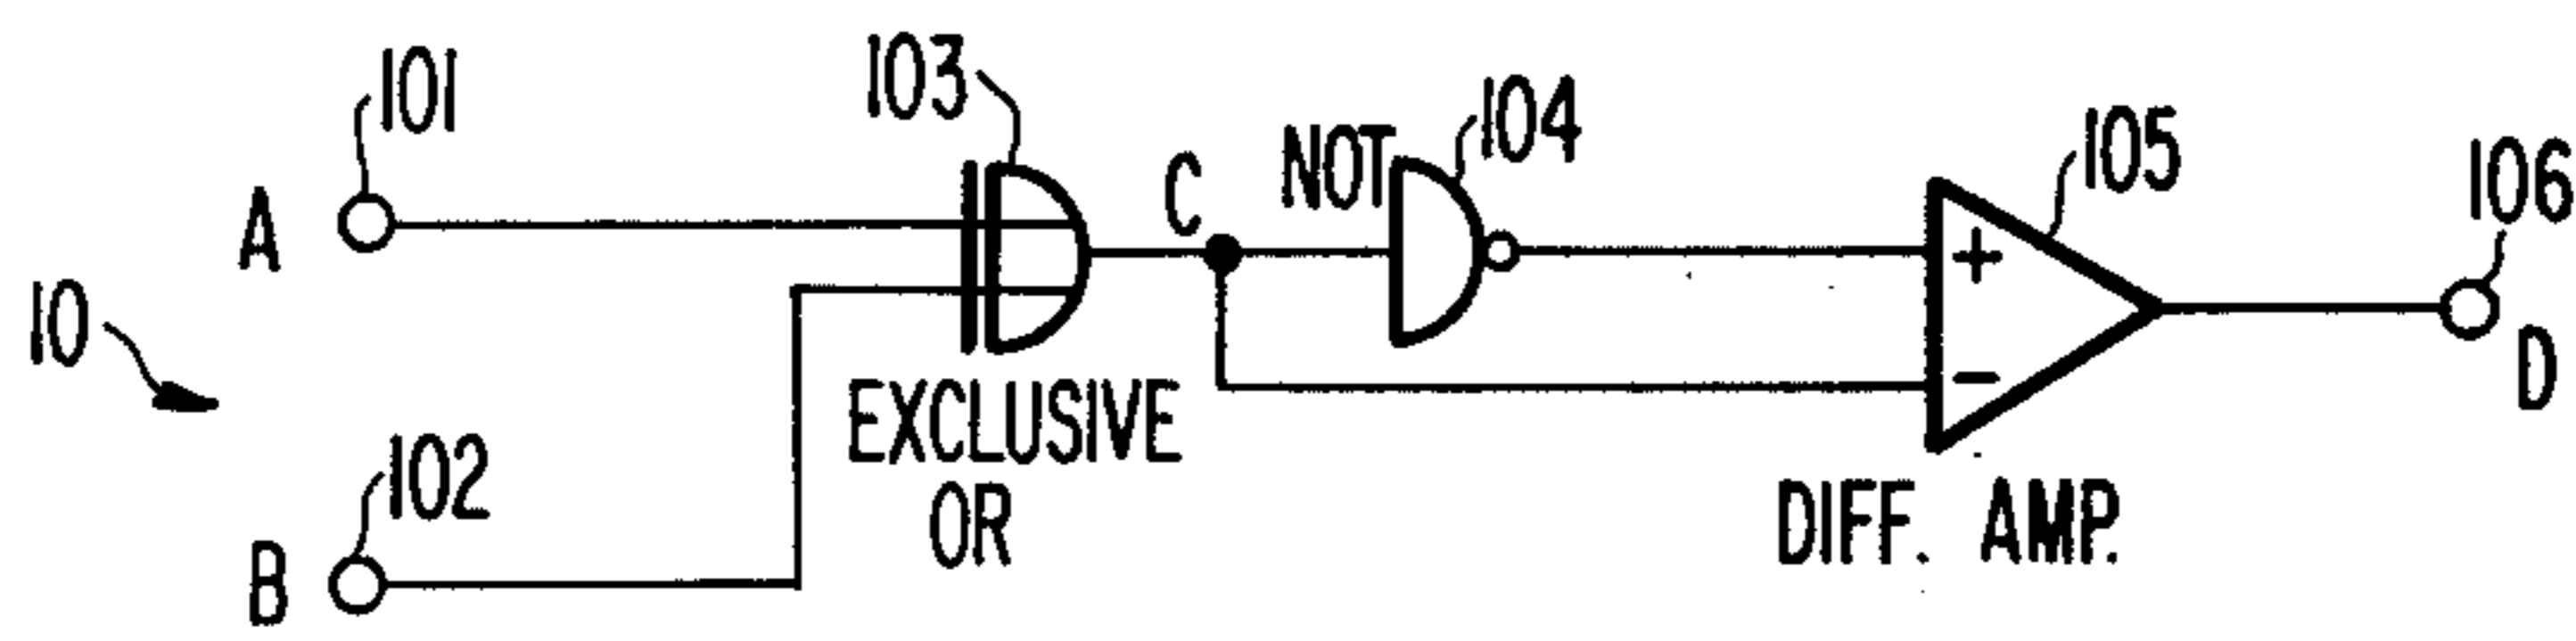 101
103
104
105
106
A
C
NOT
+
10
−
D
102
EXCLUSIVE
OR
B
DIFF. AMP.